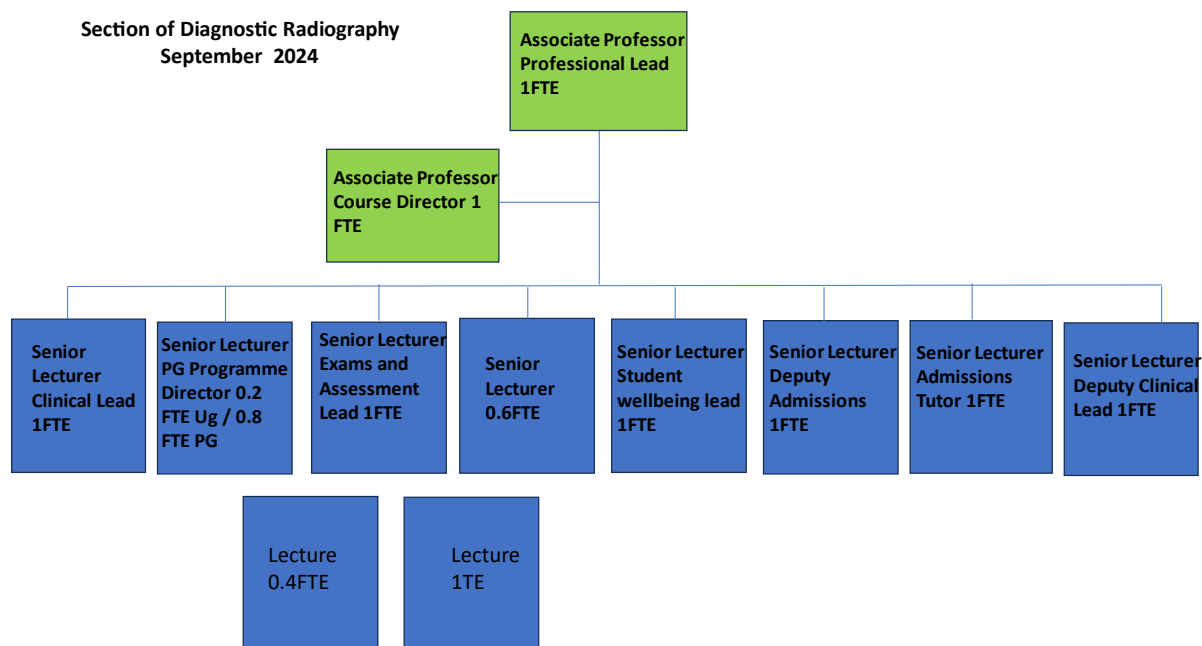 Section of Diagnostic Radiography
September 2024
Associate Professor
Professional Lead
1FTE
Associate Professor
Course Director 1
FTE
Senior
Lecturer
Clinical Lead
1FTE
Senior Lecturer
PG Programme
Director 0.2
FTE Ug / 0.8
FTE PG
Senior Lecturer
Exams and
Assessment
Lead 1FTE
Senior
Lecturer
0.6FTE
Senior Lecturer
Student
wellbeing lead
1FTE
Senior Lecturer
Deputy
Admissions
1FTE
Senior Lecturer
Admissions
Tutor 1FTE
Senior Lecturer
Deputy Clinical
Lead 1FTE
Lecture
0.4FTE
Lecture
1TE